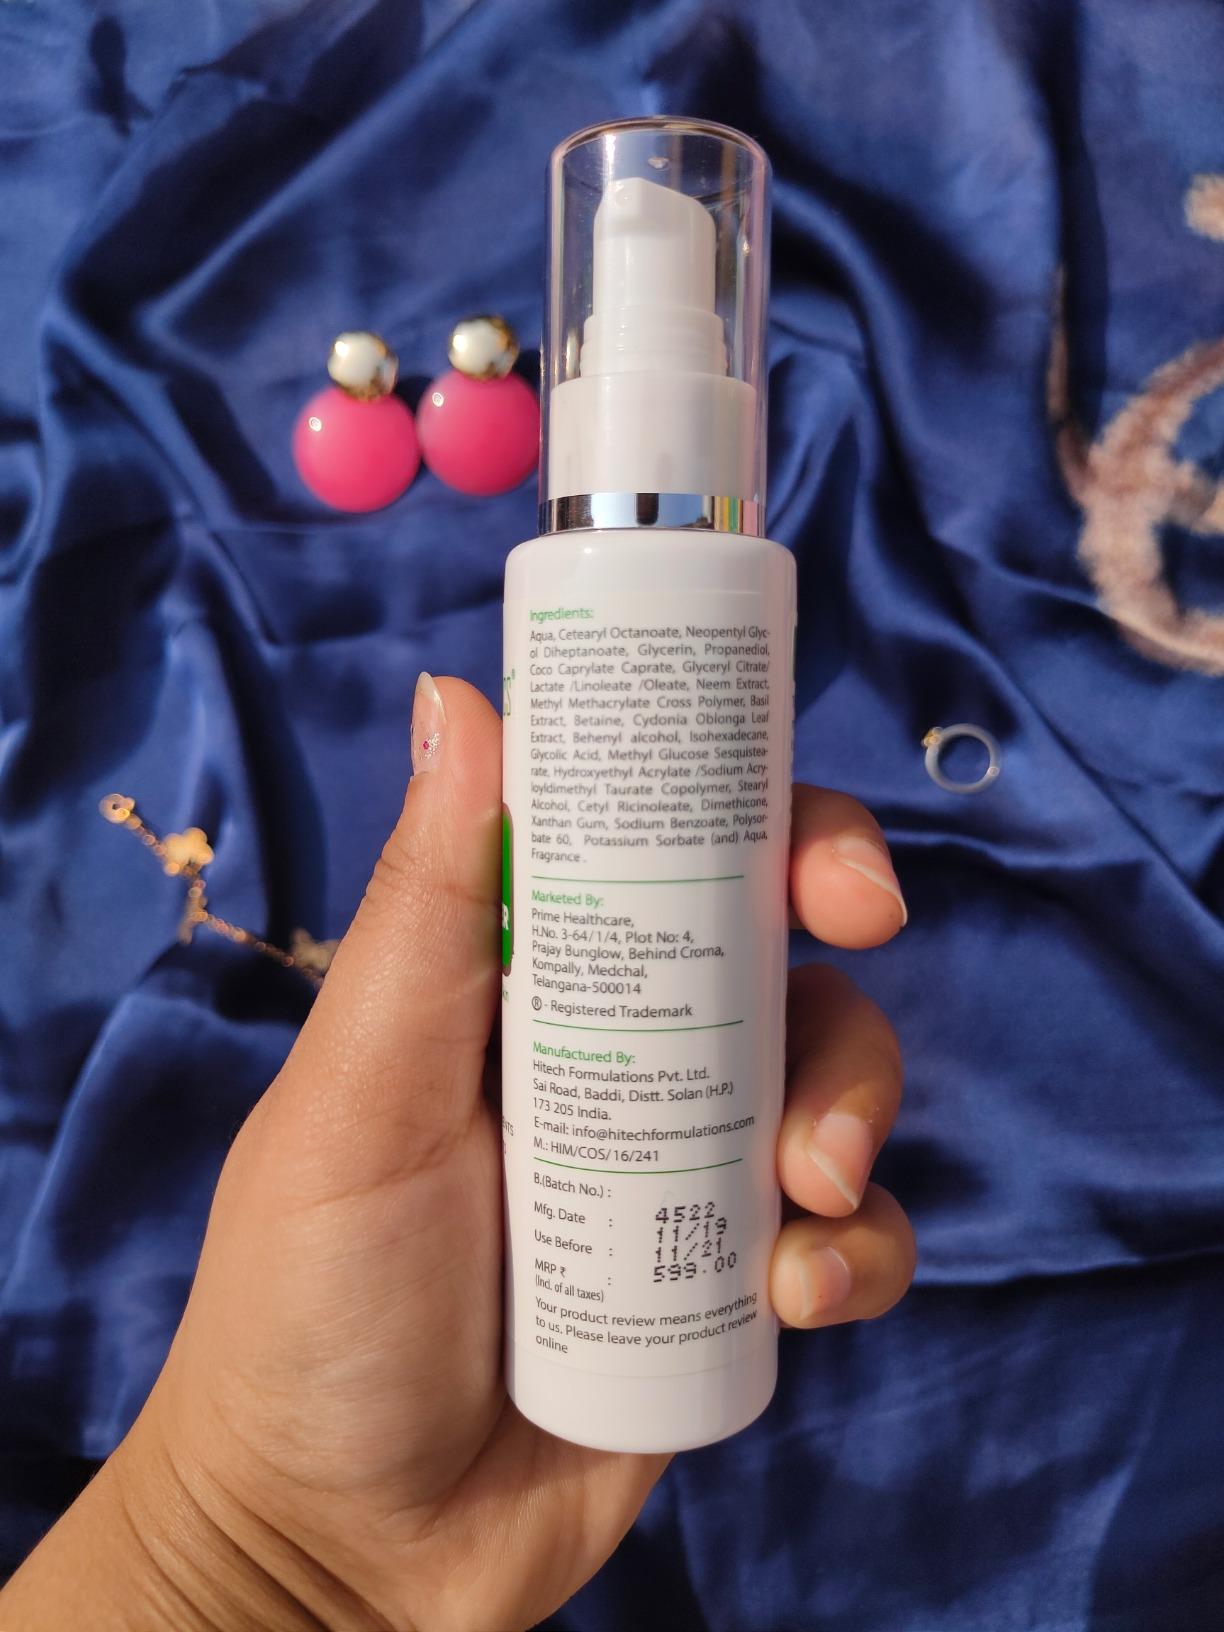 Ingredients:
Aqua, Cetearyl Octanoate, Neopentyl Glyc-
ol Diheptanoate, Glycerin, Propanediol,
Coco Caprylate Caprate, Glyceryl Citrate/
Lactate /Linoleate /Oleate, Neem Extract,
Methyl Methacrylate Cross Polymer, Basil
Extract, Betaine, Cydonia Oblonga Leaf
Extract, Behenyl alcohol, Isohexadecane,
Glycolic Acid, Methyl Glucose Sesquistea-
rate, Hydroxyethyl Acrylate /Sodium Acry-
loyldimethyl Taurate Copolymer, Stearyl
Alcohol, Cetyl Ricinoleate, Dimethicone,
Xanthan Gum, Sodium Benzoate, Polysor-
bate 60, Potassium Sorbate (and) Aqua,
Fragrance .
Marketed By:
Prime Healthcare,
H.No. 3-64/1/4, Plot No: 4,
Prajay Bunglow, Behind Croma,
Kompally, Medchal,
Telangana-500014
® - Registered Trademark
Manufactured By:
Hitech Formulations Pvt. Ltd.
Sai Road, Baddi, Distt. Solan (H.P.)
173 205 India.
E-mail: info@hitechformulations.com
M.: HIM/COS/16/241
B.(Batch No.) : 4522
Mfg. Date : 11/19
Use Before : 11/21
MRP ₹ : 599.00
(Incl. of all taxes)
Your product review means everything
to us. Please leave your product review
online